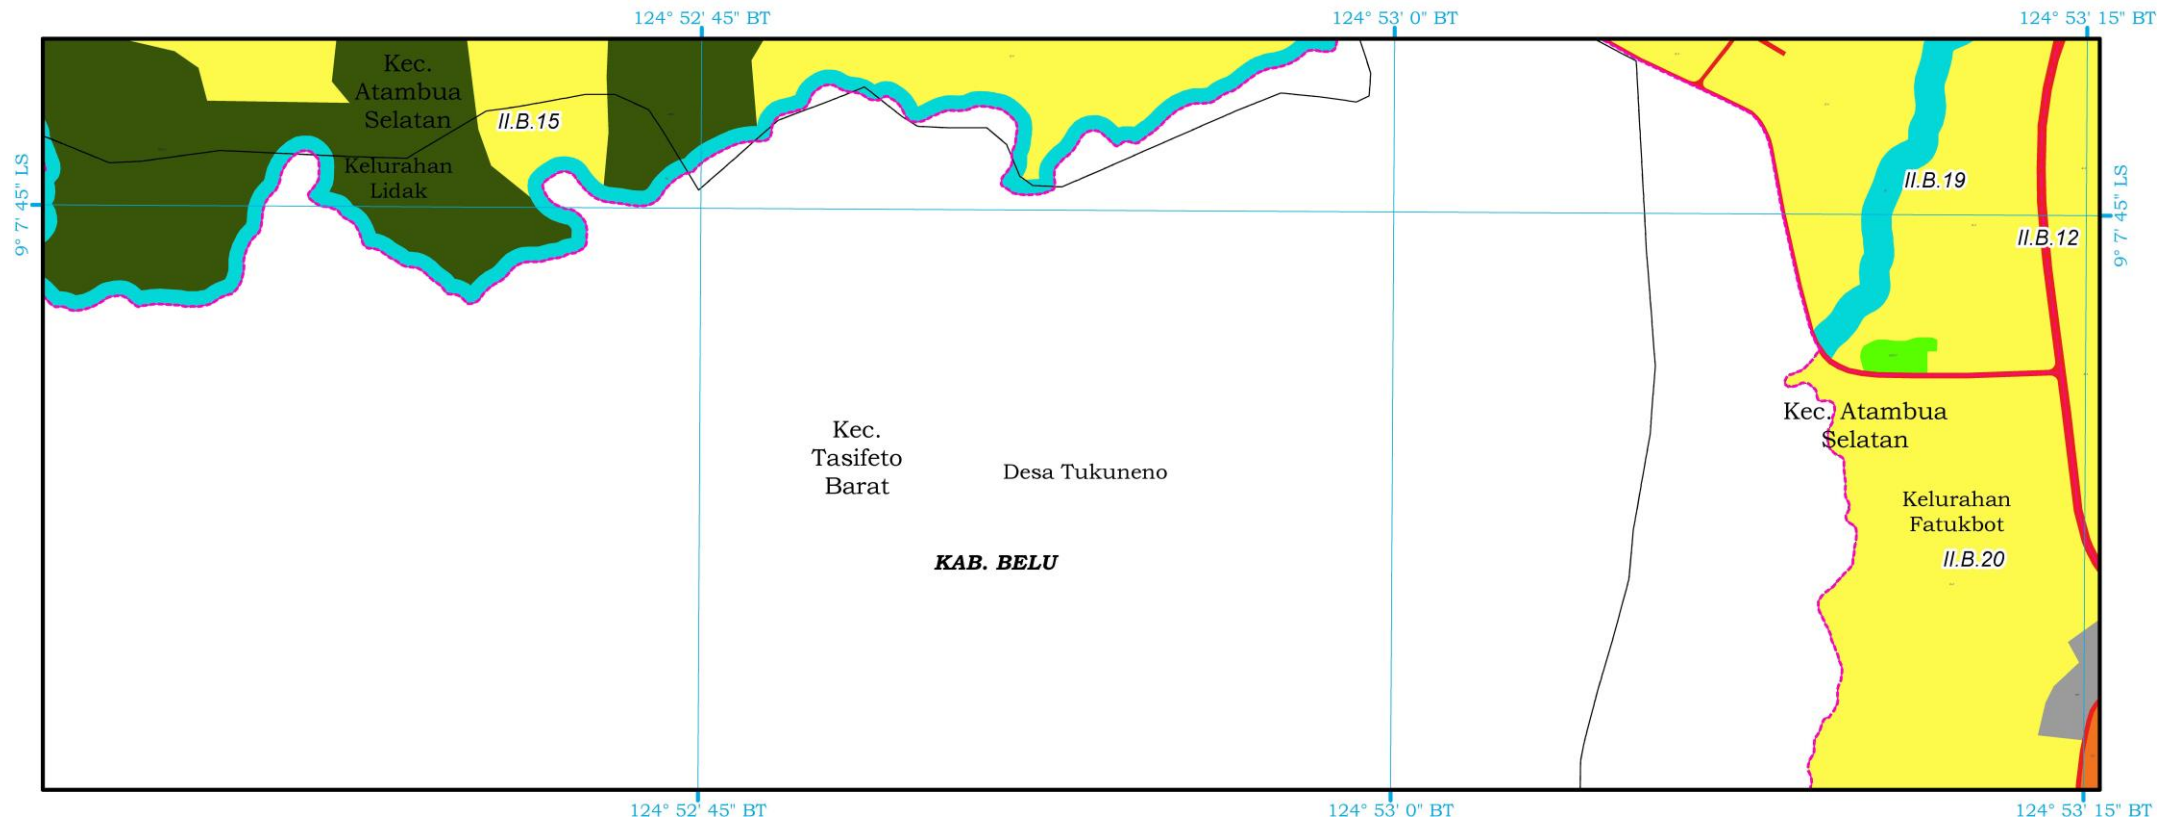 124° 52' 45" BT
124° 53' 0" BT
124° 53' 15" BT
Kec.
Atambua
Selatan
II.B.15
Kelurahan
Lidak
9° 7' 45" LS
II.B.19
II.B.12
9° 7' 45" LS
Kec. Atambua
Selatan
Kec.
Tasifeto
Barat
Desa Tukuneno
Kelurahan
Fatukbot
II.B.20
KAB. BELU
124° 52' 45" BT
124° 53' 0" BT
124° 53' 15" BT